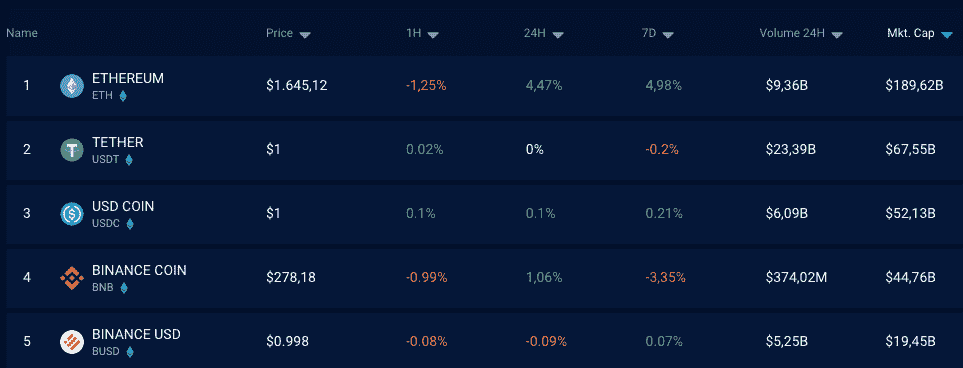 Name Price 1H 24H 7D Volume 24H Mkt. Cap
1 ETHEREUM $1.645,12 -1,25% 4,47% 4,98% $9,36B $189,62B
ETH
2 TETHER $1 0.02% 0% -0.2% $23,39B $67,55B
USDT
3 USD COIN $1 0.1% 0.1% 0.21% $6,09B $52,13B
USDC
4 BINANCE COIN $278,18 -0.99% 1,06% -3,35% $374,02M $44,76B
BNB
5 BINANCE USD $0.998 -0.08% -0.09% 0.07% $5,25B $19,45B
BUSD